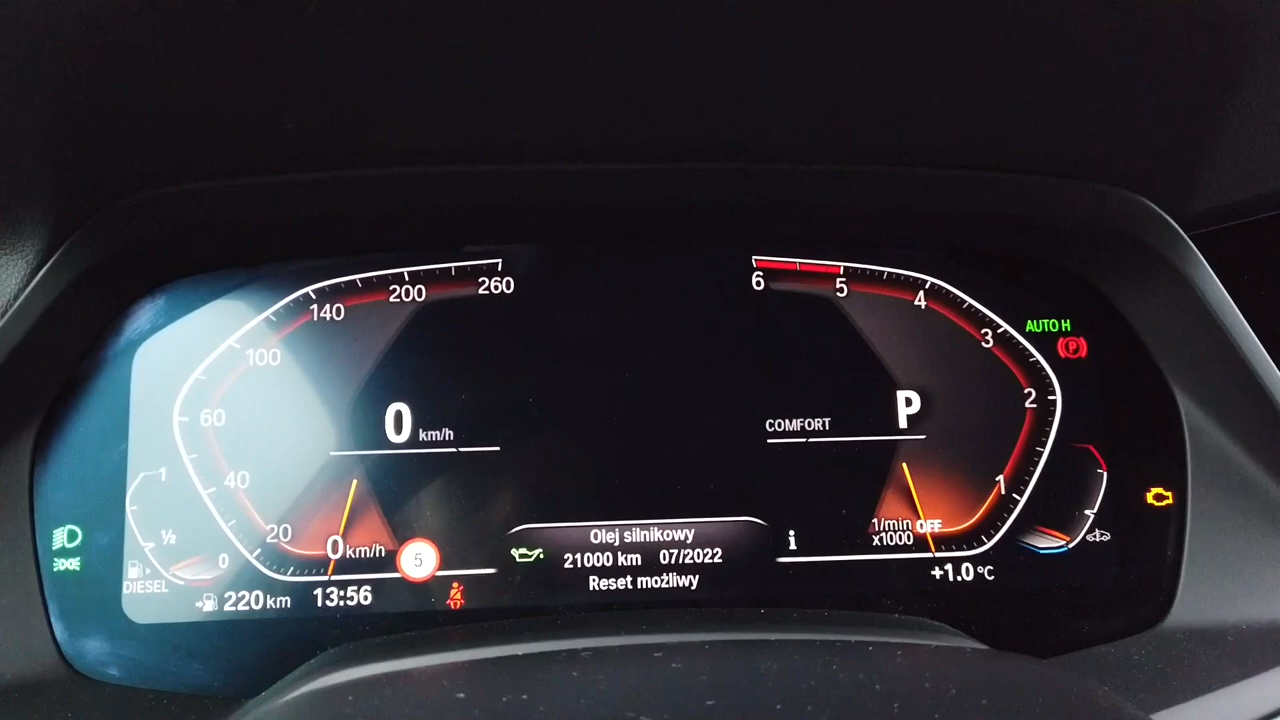 260
200
140
100
60
40
20
0 km/h
0 km/h
5
1
½
0
DIESEL
220 km
13:56
Olej silnikowy
21000 km 07/2022
Reset możliwy
i
6
5
4
3
2
1
AUTO H
P
P
COMFORT
1/min
x1000
OFF
+1.0 °C